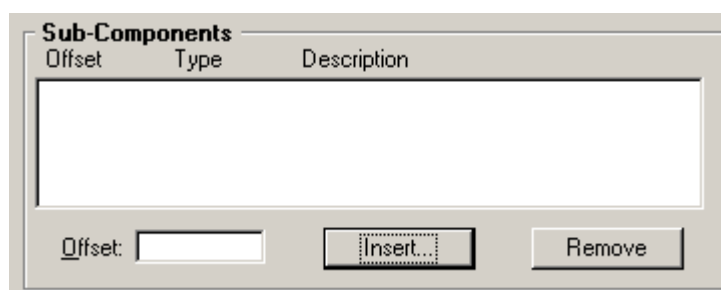 Sub-Components
Offset Type Description
Offset: Insert... Remove